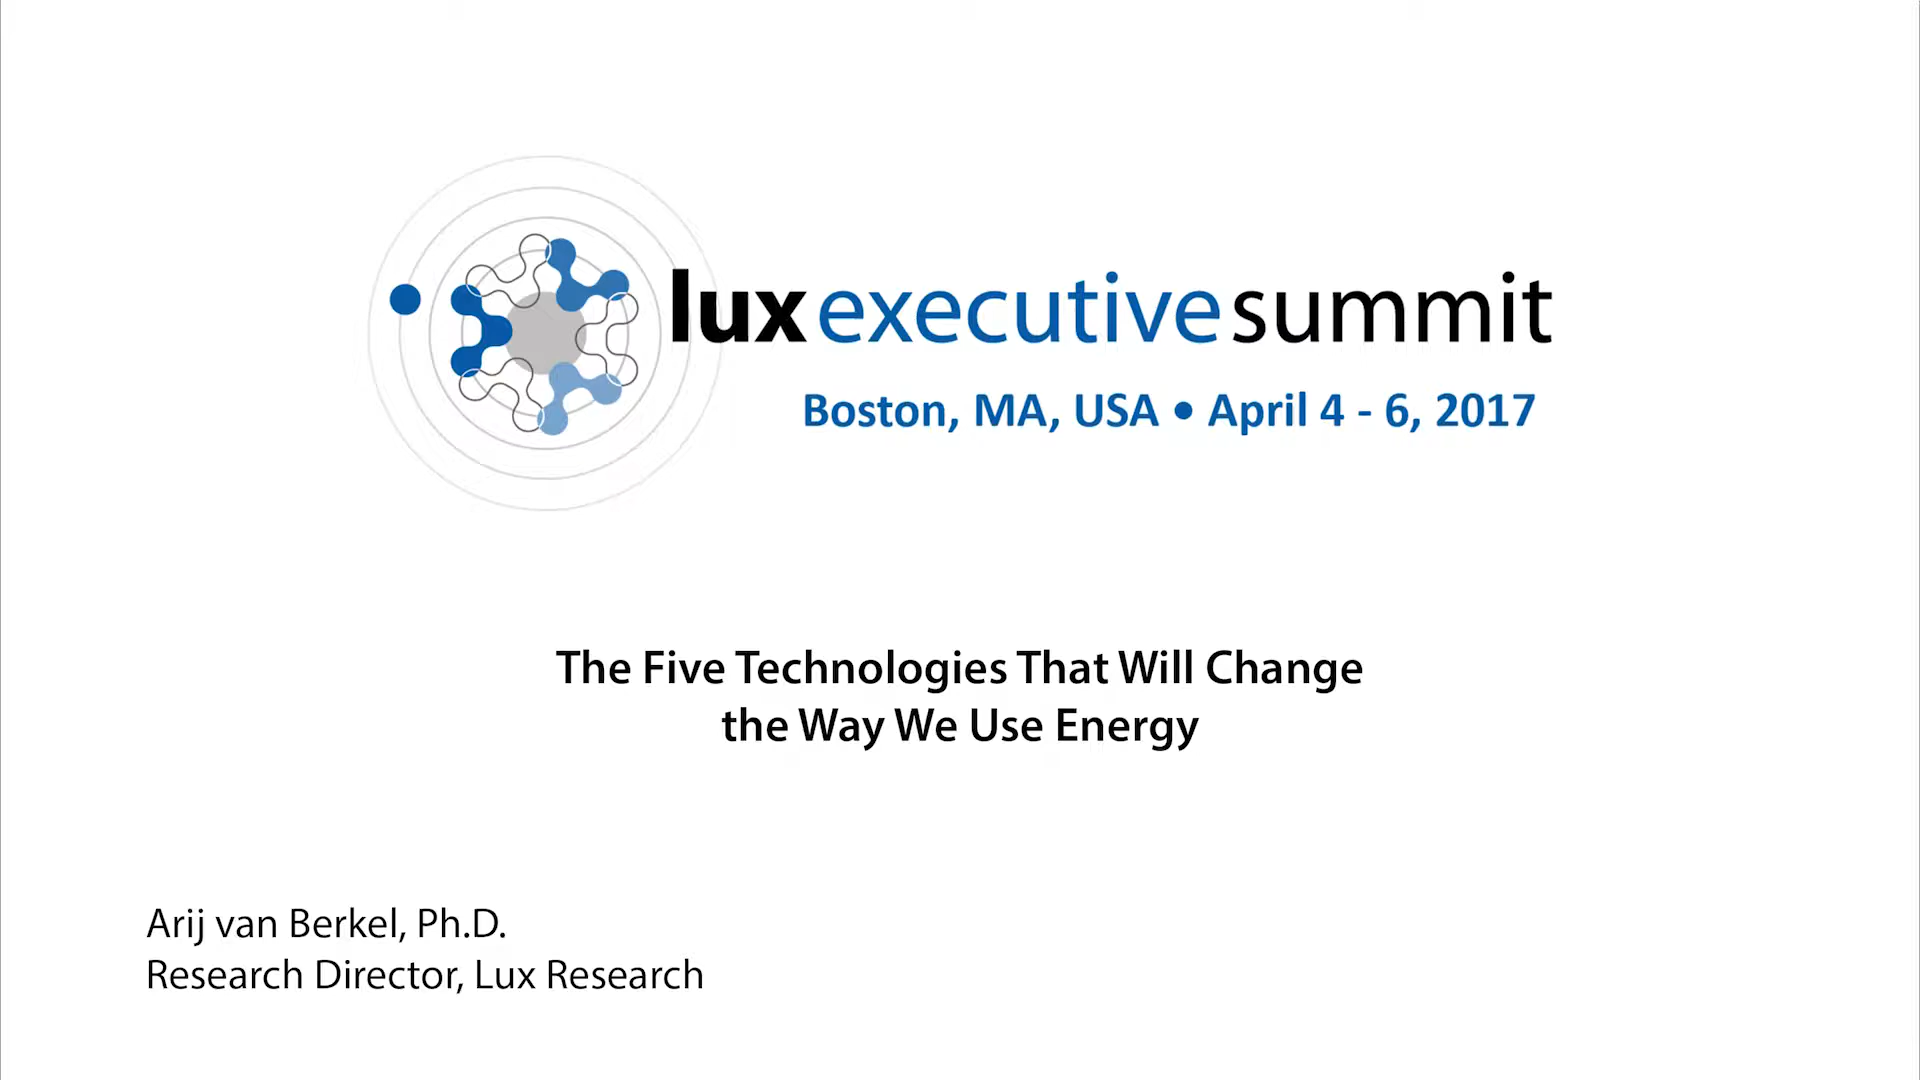 lux executive summit
Boston, MA, USA • April 4 - 6, 2017
The Five Technologies That Will Change
the Way We Use Energy
Arij van Berkel, Ph.D.
Research Director, Lux Research